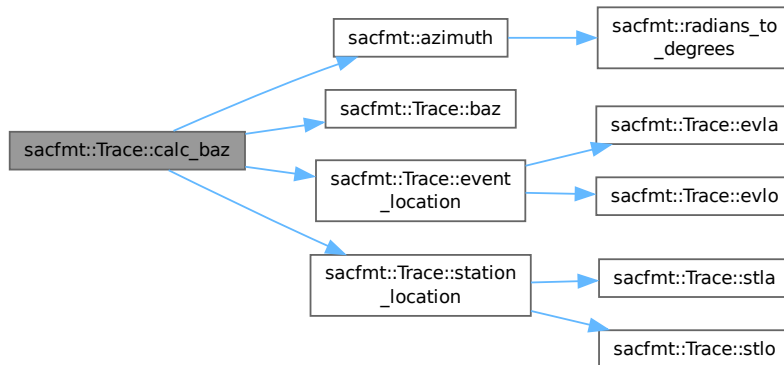 sacfmt::Trace::calc_baz
sacfmt::azimuth
sacfmt::radians_to
_degrees
sacfmt::Trace::baz
sacfmt::Trace::event
_location
sacfmt::Trace::evla
sacfmt::Trace::evlo
sacfmt::Trace::station
_location
sacfmt::Trace::stla
sacfmt::Trace::stlo